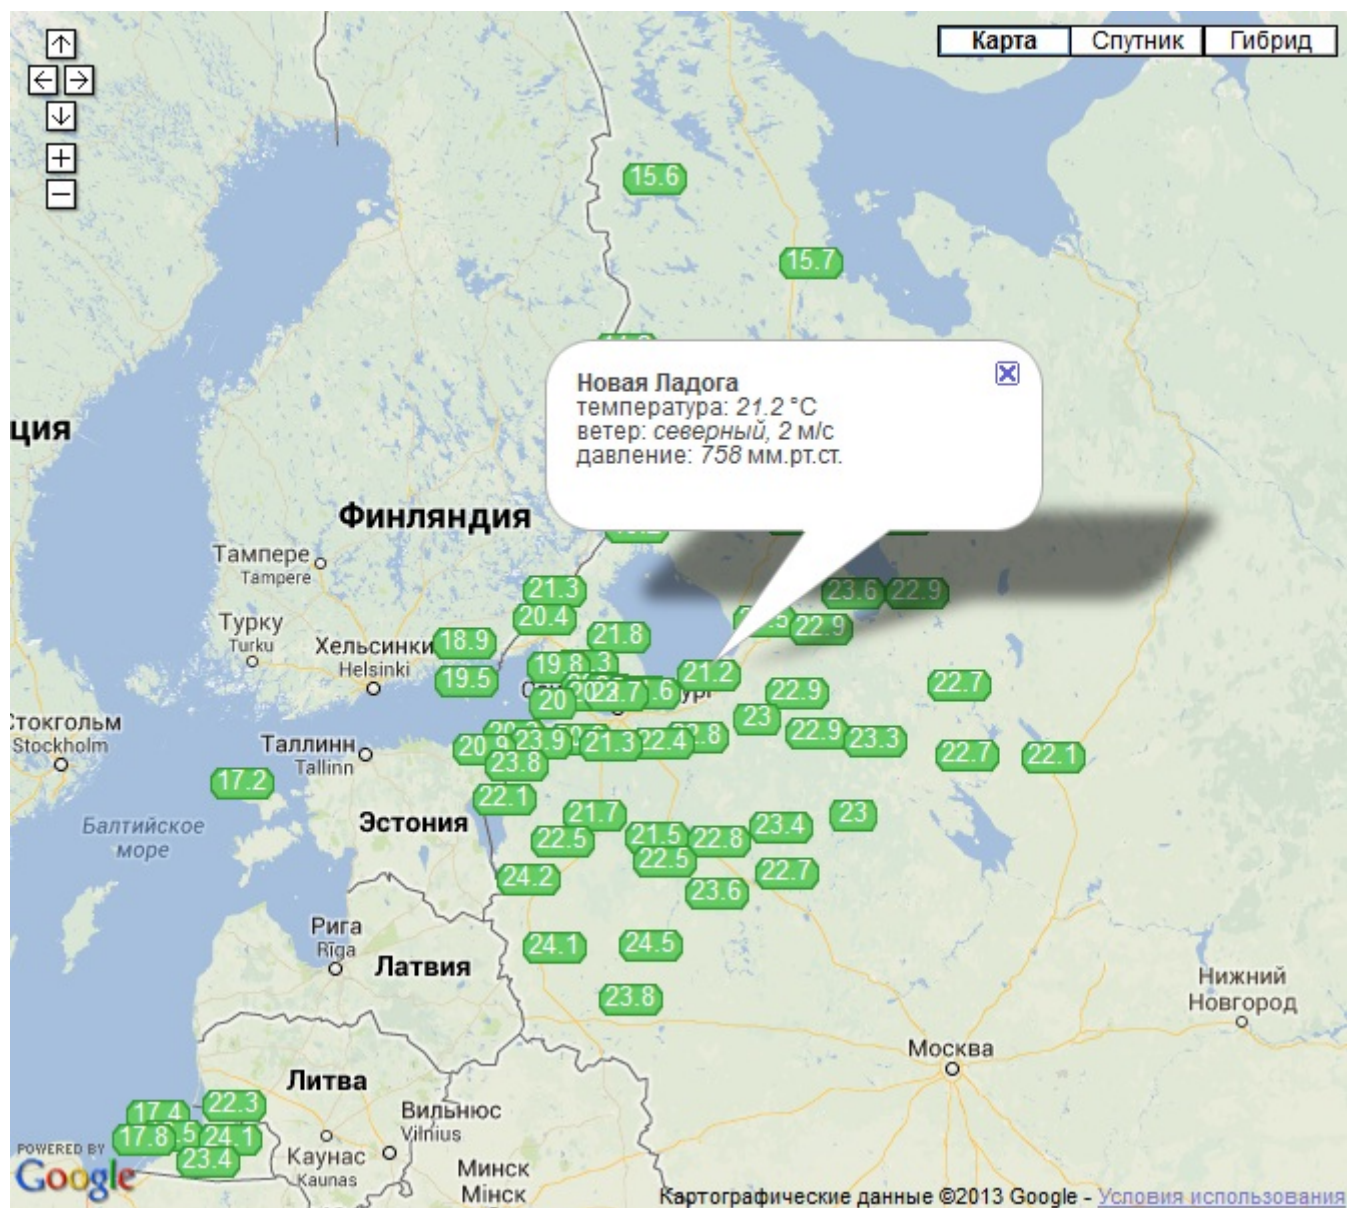 Карта
Спутник
Гибрид
15.6
15.7
Новая Ладога
температура: 21.2 °C
ветер: северный, 2 м/с
давление: 758 мм.рт.ст.
ция
Финляндия
Тампере
Tampere
21.3
23.6
22.9
20.4
Турку
Turku
18.9
21.8
22.9
Хельсинки
Helsinki
19.8
21.2
19.5
22.7
20
22.9
22.7
Стокгольм
Stockholm
23
Таллинн
Tallinn
20.9
23.9
21.3
22.4
22.9
23.3
22.7
22.1
23.8
17.2
22.1
Балтийское
море
Эстония
21.7
22.5
21.5
22.8
23.4
23
22.5
22.7
24.2
23.6
Рига
Rīga
Латвия
24.1
24.5
23.8
Нижний
Новгород
Москва
Литва
17.4
22.3
Вильнюс
Vilnius
17.8
24.1
23.4
Каунас
Kaunas
Минск
Мінск
POWERED BY
Google
Картографические данные ©2013 Google - Условия использования